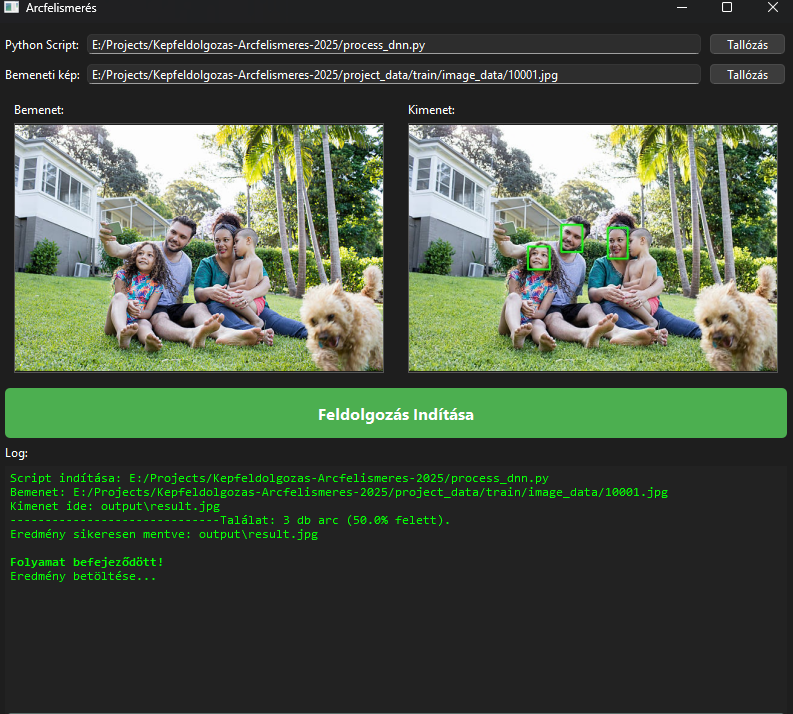 Arcfelismerés
Python Script: E:/Projects/Kepfeldolgozas-Arcfelismeres-2025/process_dnn.py Tallózás
Bemeneti kép: E:/Projects/Kepfeldolgozas-Arcfelismeres-2025/project_data/train/image_data/10001.jpg Tallózás
Bemenet: Kimenet:
Feldolgozás Indítása
Log:
Script indítása: E:/Projects/Kepfeldolgozas-Arcfelismeres-2025/process_dnn.py
Bemenet: E:/Projects/Kepfeldolgozas-Arcfelismeres-2025/project_data/train/image_data/10001.jpg
Kimenet ide: output\result.jpg
------------------------------Találat: 3 db arc (50.0% felett).
Eredmény sikeresen mentve: output\result.jpg
Folyamat befejeződött!
Eredmény betöltése...